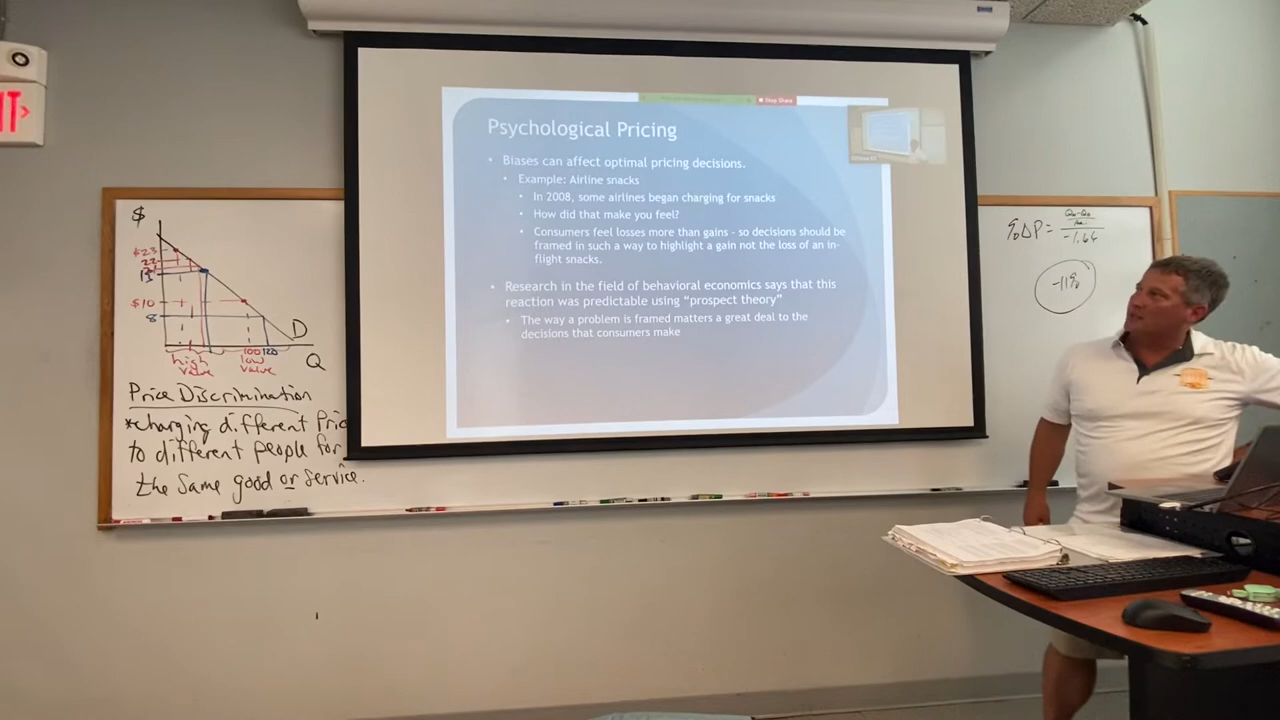 Psychological Pricing
• Biases can affect optimal pricing decisions.
• Example: Airline snacks
• In 2008, some airlines began charging for snacks
• How did that make you feel?
• Consumers feel losses more than gains - so decisions should be
framed in such a way to highlight a gain not the loss of an in-
flight snacks.
• Research in the field of behavioral economics says that this
reaction was predictable using "prospect theory"
• The way a problem is framed matters a great deal to the
decisions that consumers make
Stop Share
$
$23
$10
8
D
Q
100 120
high
value
low
value
Price Discrimination
*charging different Pric
to different people for
the same good or service.
%ΔP =
-1.64
-11%